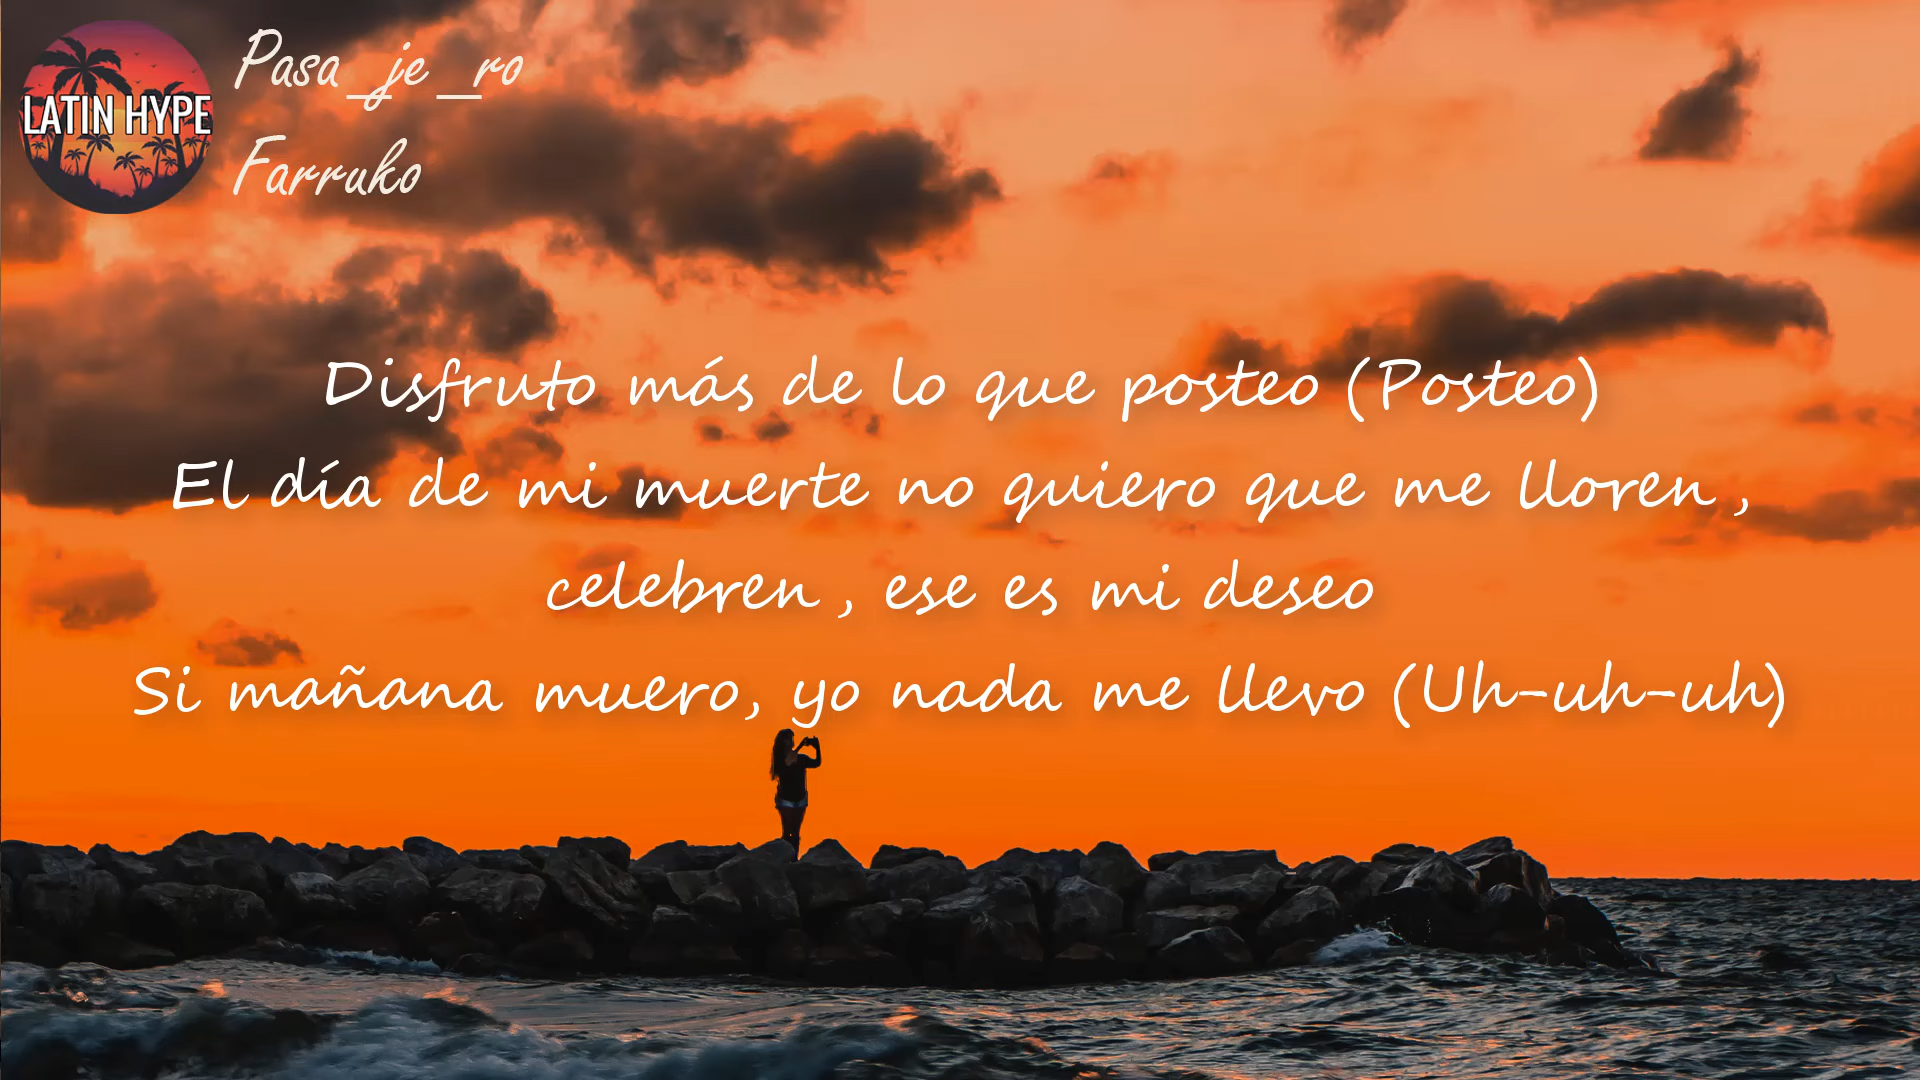 LATIN HYPE
Pasa_je_ro
Farruko
Disfruto más de lo que posteo (Posteo)
El día de mi muerte no quiero que me lloren,
celebren, ese es mi deseo
Si mañana muero, yo nada me llevo (Uh-uh-uh)